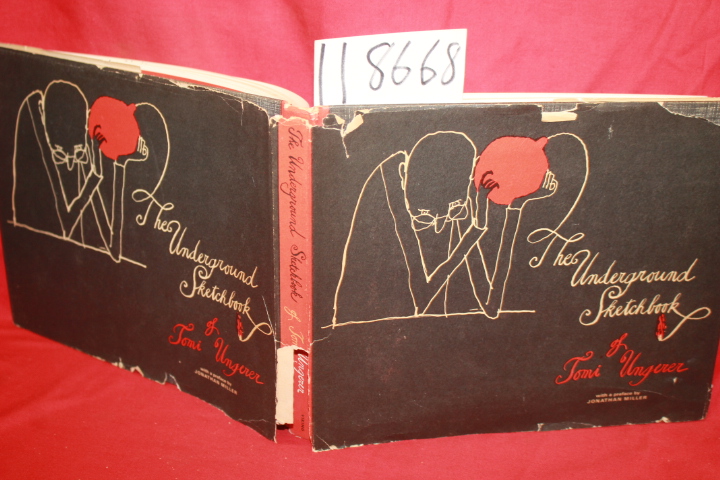 118668
The Underground
Sketchbook
of
Tomi Ungerer
with a preface by
JONATHAN MILLER
The Underground Sketchbook of Tomi Ungerer
The Underground
Sketchbook
of
Tomi Ungerer
with a preface by
JONATHAN MILLER